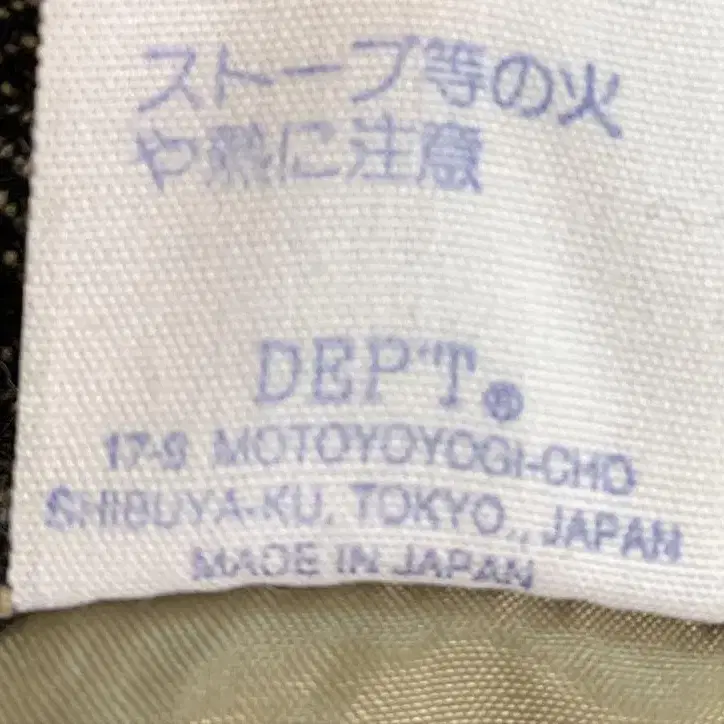 ストーブ等の火
や熱に注意
DEP'T®
17-9 MOTOYOYOGI-CHO
SHIBUYA-KU, TOKYO., JAPAN
MADE IN JAPAN